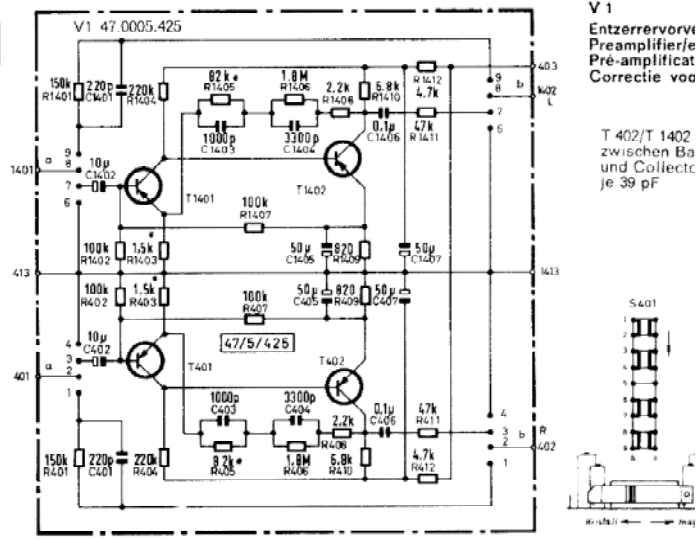 V1 47.0005.425
V 1
Preamplifier/e
Pré-amplificat
Correctie voo
T 402/T 1402
zwischen Ba
und Collecto
je 39 pF
150k
R1401
220p
C1401
220k
R1404
82k*
R1405
1000p
C1403
1.8M
R1406
3300p
C1404
2,2k
R1408
6.8k
R1410
0,1µ
C1406
R1412
4.7k
47k
R1411
403
9
8
b
1402
L
7
6
1401
a
9
8
7
6
10µ
C1402
T1401
T1402
100k
R1407
100k
R1402
1,5k
R1403
50µ
C1405
820
R1409
50µ
C1407
413
1413
100k
R402
1,5k
R403
100k
R407
50µ
C405
820
R409
50µ
C407
47/5/425
10µ
C402
T401
T402
401
a
4
3
2
1
1000p
C403
3300p
C404
2,2k
R408
0,1µ
C406
47k
R411
4
R
3
b
2
402
1
150k
R401
220p
C401
220k
R404
R405
1,8M
R406
6.8k
R410
4.7k
R412
S401